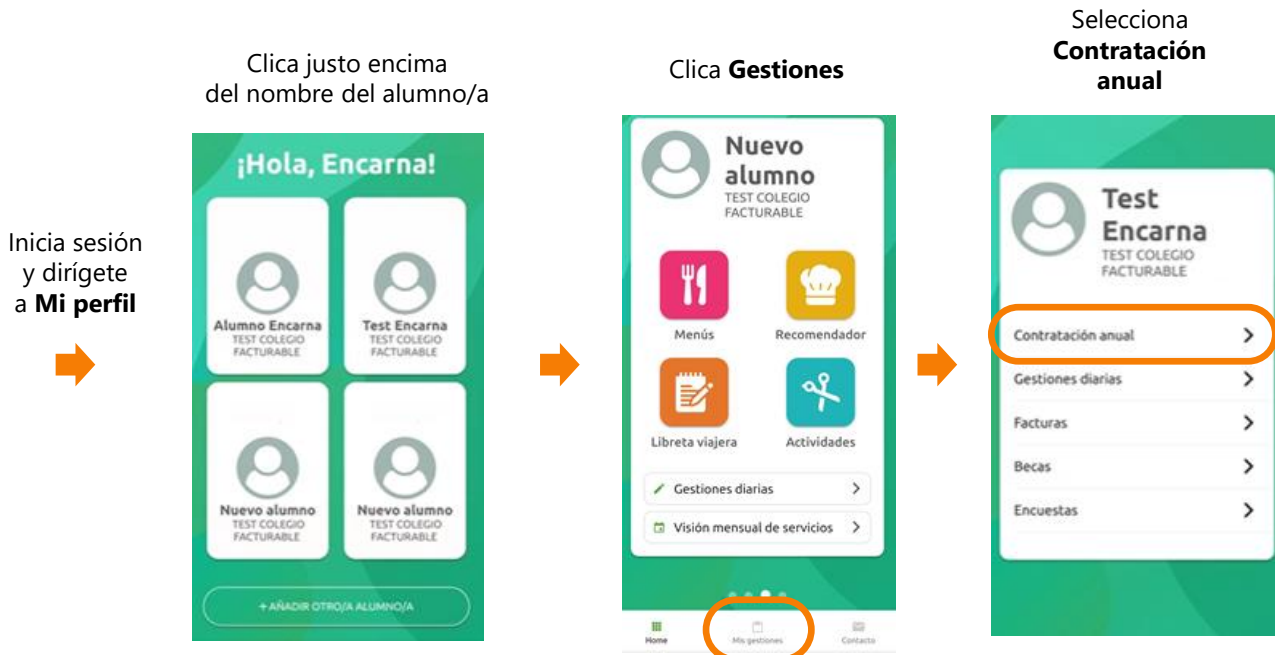 Inicia sesión
y dirígete
a Mi perfil
Clica justo encima
del nombre del alumno/a
¡Hola, Encarna!
Alumno Encarna
TEST COLEGIO
FACTURABLE
Test Encarna
TEST COLEGIO
FACTURABLE
Nuevo alumno
TEST COLEGIO
FACTURABLE
Nuevo alumno
TEST COLEGIO
FACTURABLE
+ AÑADIR OTRO/A ALUMNO/A
Clica Gestiones
Nuevo
alumno
TEST COLEGIO
FACTURABLE
Menús
Recomendador
Libreta viajera
Actividades
Gestiones diarias
Visión mensual de servicios
Home
Mis gestiones
Contacto
Selecciona
Contratación
anual
Test
Encarna
TEST COLEGIO
FACTURABLE
Contratación anual
Gestiones diarias
Facturas
Becas
Encuestas